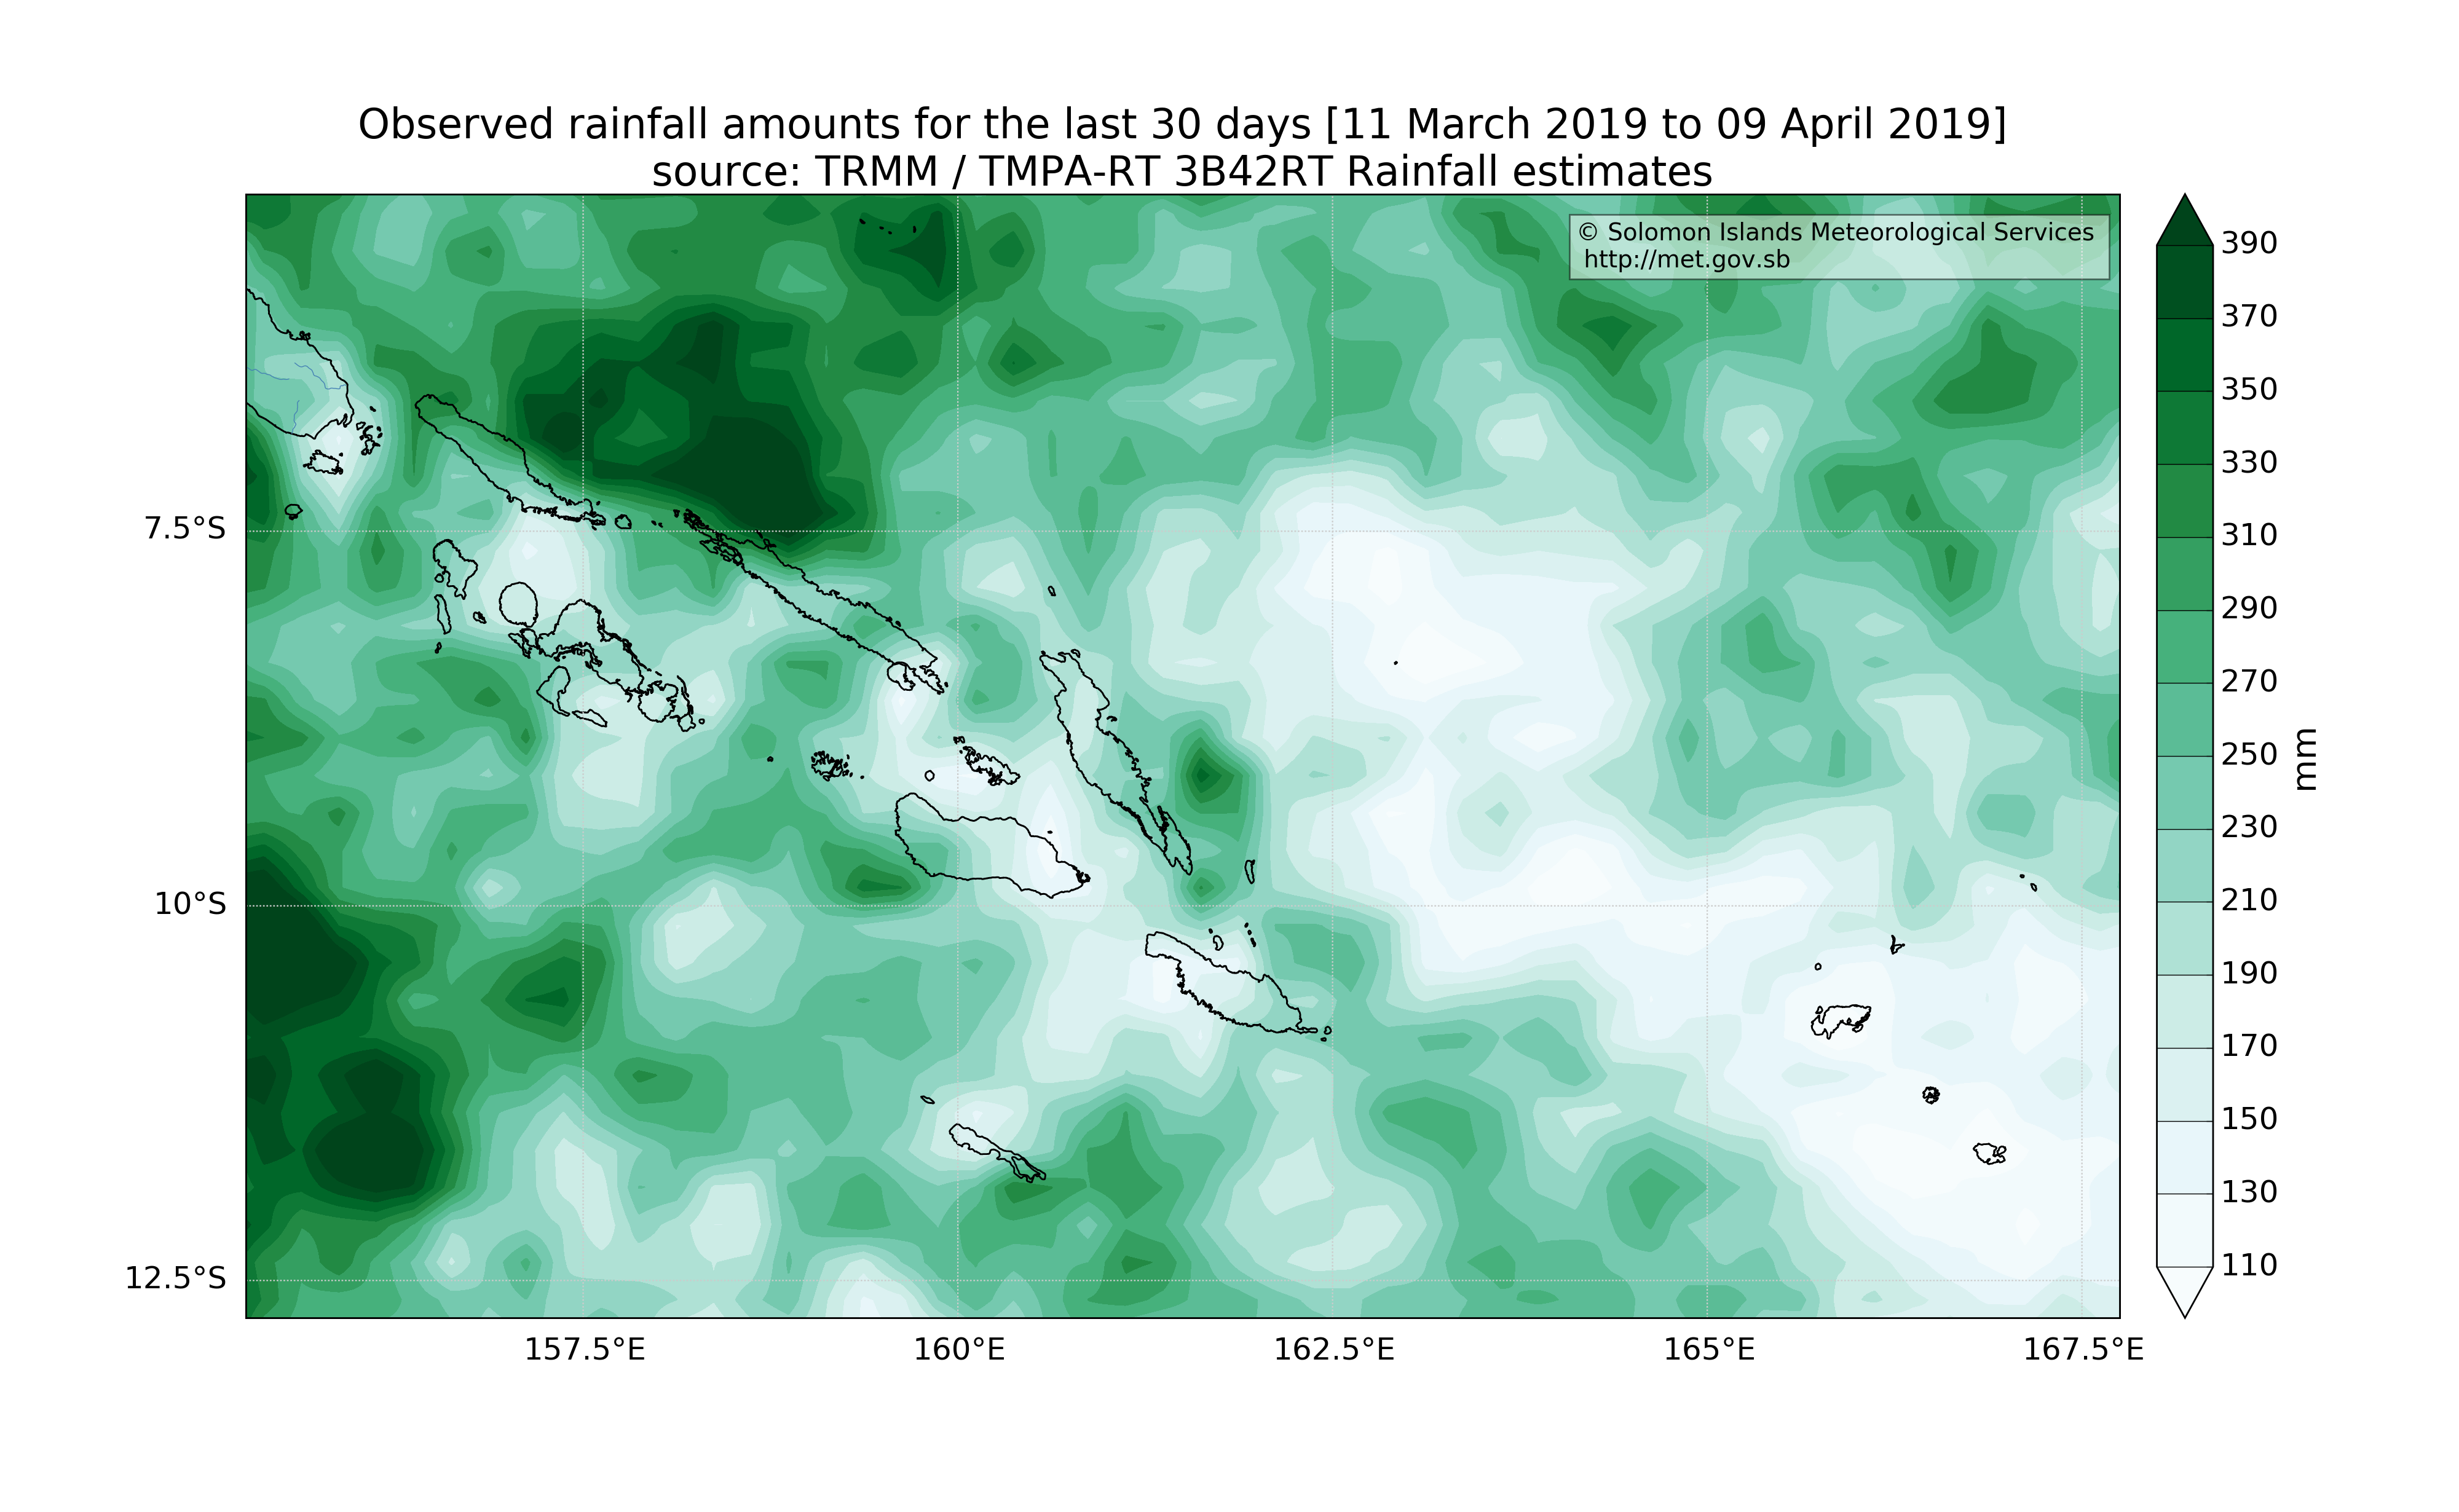 Observed rainfall amounts for the last 30 days [11 March 2019 to 09 April 2019]
source: TRMM / TMPA-RT 3B42RT Rainfall estimates
© Solomon Islands Meteorological Services
http://met.gov.sb
7.5°S
10°S
12.5°S
157.5°E
160°E
162.5°E
165°E
167.5°E
390
370
350
330
310
290
270
250
230
210
190
170
150
130
110
mm